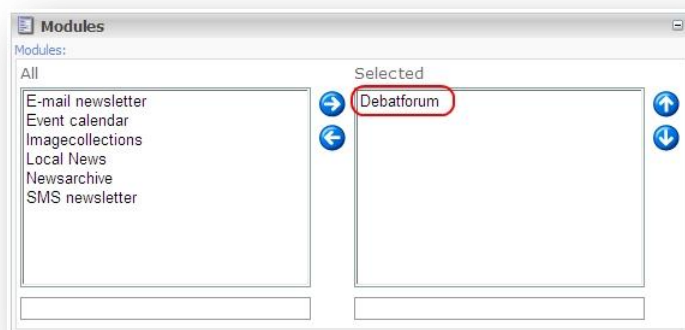 Modules
Modules:
All
Selected
E-mail newsletter
Event calendar
Imagecollections
Local News
Newsarchive
SMS newsletter
Debatforum